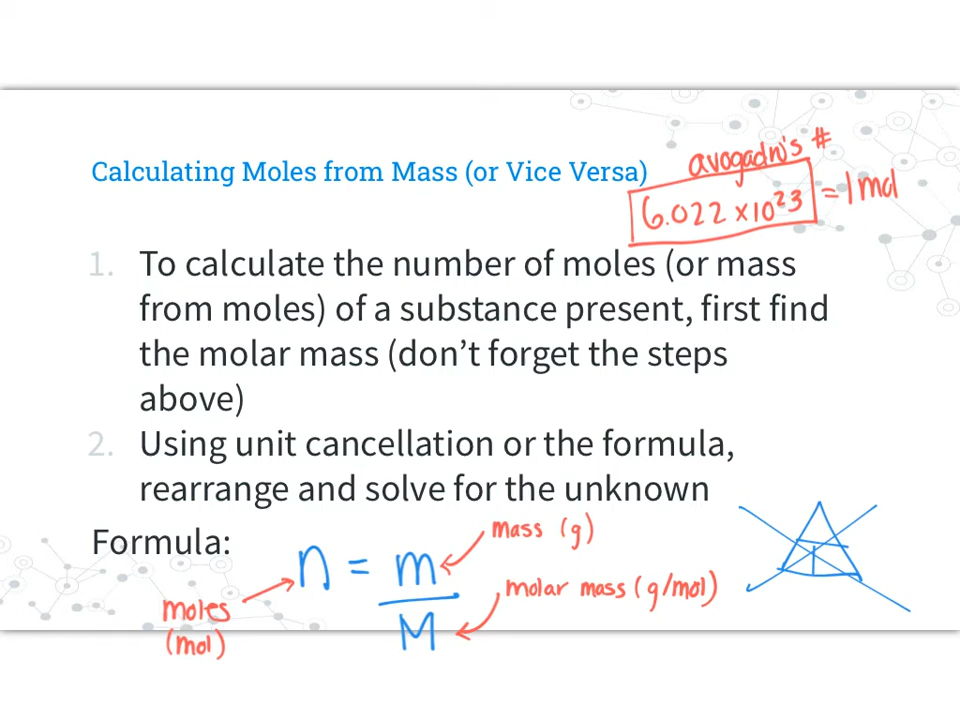 avogadro's #
Calculating Moles from Mass (or Vice Versa)
6.022 x 10²³ = 1 mol
1. To calculate the number of moles (or mass
from moles) of a substance present, first find
the molar mass (don't forget the steps
above)
2. Using unit cancellation or the formula,
rearrange and solve for the unknown
Formula:
mass (g)
n = m
molar mass (g/mol)
M
moles
(mol)